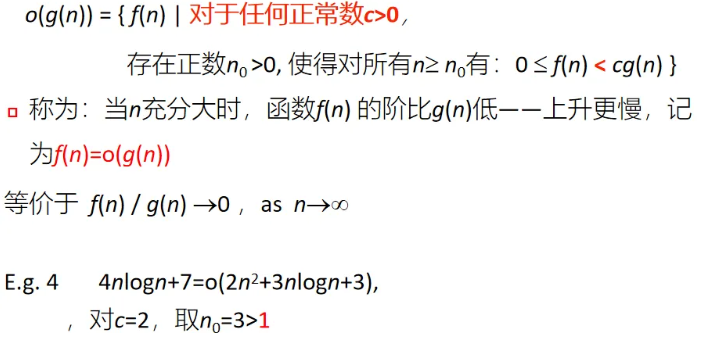 o(g(n)) = { f(n) | 对于任何正常数c>0,
存在正数n₀ >0, 使得对所有n≥ n₀有：0 ≤ f(n) < cg(n) }
称为：当n充分大时，函数f(n) 的阶比g(n)低——上升更慢，记
为f(n)=o(g(n))
等价于 f(n) / g(n) →0 ，as n→∞
E.g. 4 4nlogn+7=o(2n²+3nlogn+3),
，对c=2，取n₀=3>1